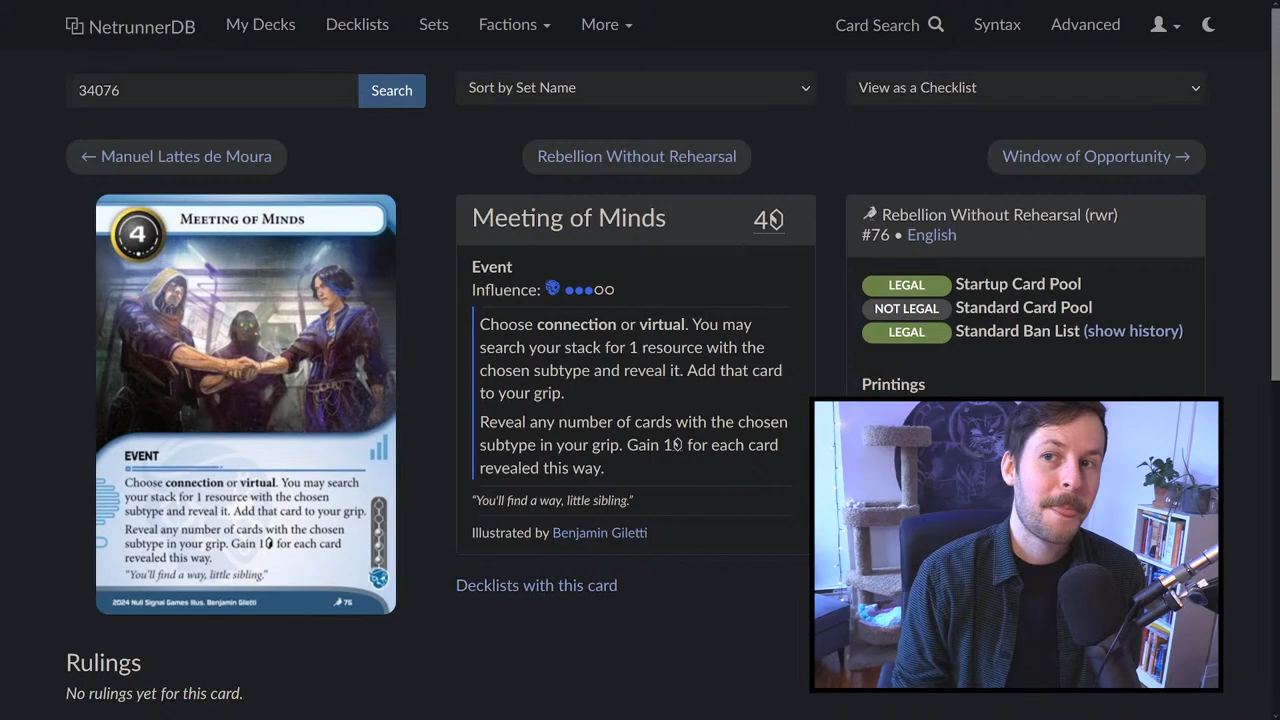 NetrunnerDB
My Decks
Decklists
Sets
Factions
More
Card Search
Syntax
Advanced
34076
Search
Sort by Set Name
View as a Checklist
← Manuel Lattes de Moura
Rebellion Without Rehearsal
Window of Opportunity →
4
MEETING OF MINDS
EVENT
Choose connection or virtual. You may search
your stack for 1 resource with the chosen
subtype and reveal it. Add that card to your grip.
Reveal any number of cards with the chosen
subtype in your grip. Gain 1 for each card
revealed this way.
"You'll find a way, little sibling."
2024 Null Signal Games Illus. Benjamin Giletti
76
Meeting of Minds
4
Event
Influence:
Choose connection or virtual. You may
search your stack for 1 resource with the
chosen subtype and reveal it. Add that card
to your grip.
Reveal any number of cards with the chosen
subtype in your grip. Gain 1 for each card
revealed this way.
"You'll find a way, little sibling."
Illustrated by Benjamin Giletti
Decklists with this card
Rebellion Without Rehearsal (rwr)
#76 • English
LEGAL Startup Card Pool
NOT LEGAL Standard Card Pool
LEGAL Standard Ban List (show history)
Printings
Rulings
No rulings yet for this card.